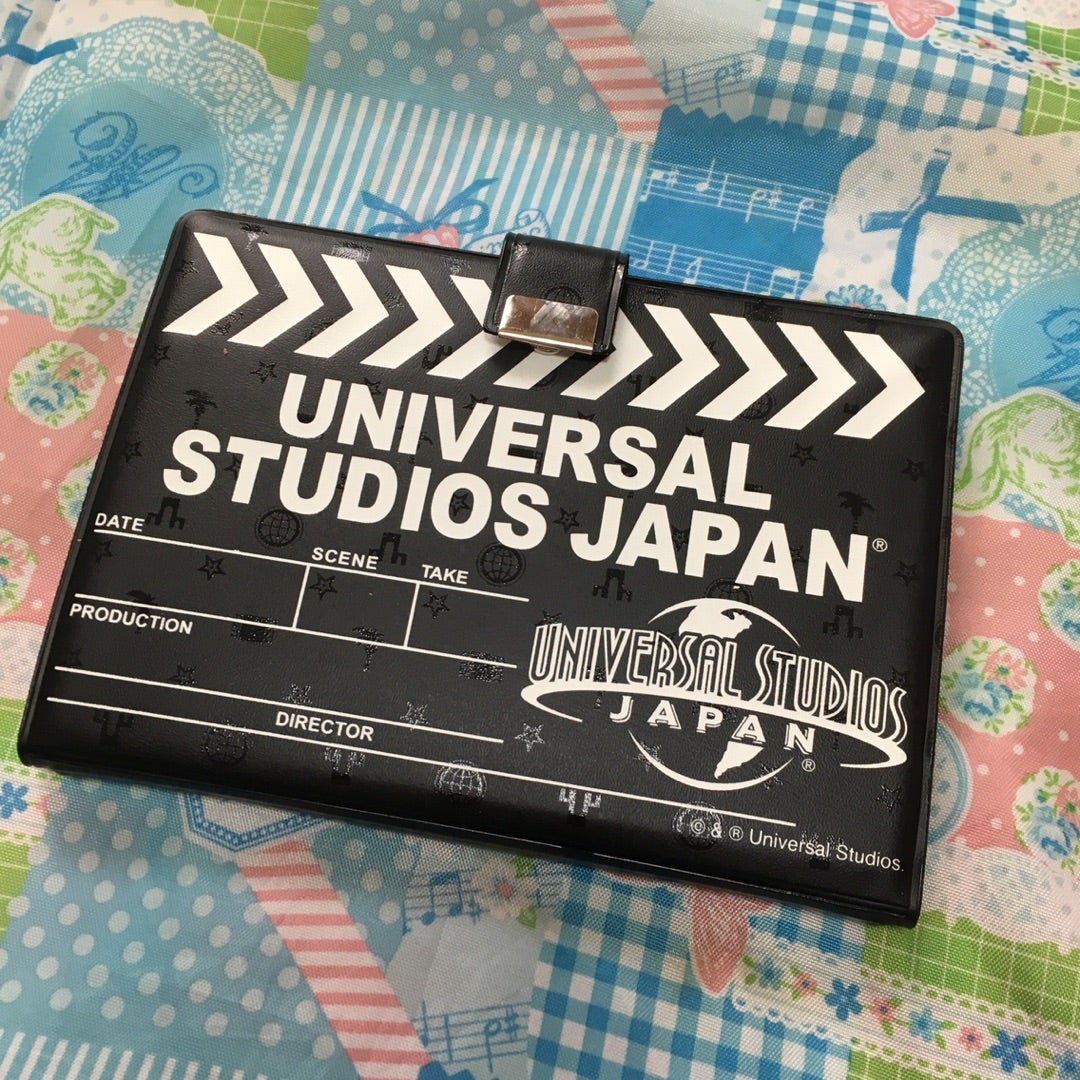 UNIVERSAL
STUDIOS JAPAN®
DATE
SCENE
TAKE
PRODUCTION
DIRECTOR
UNIVERSAL STUDIOS
JAPAN®
© & ® Universal Studios.